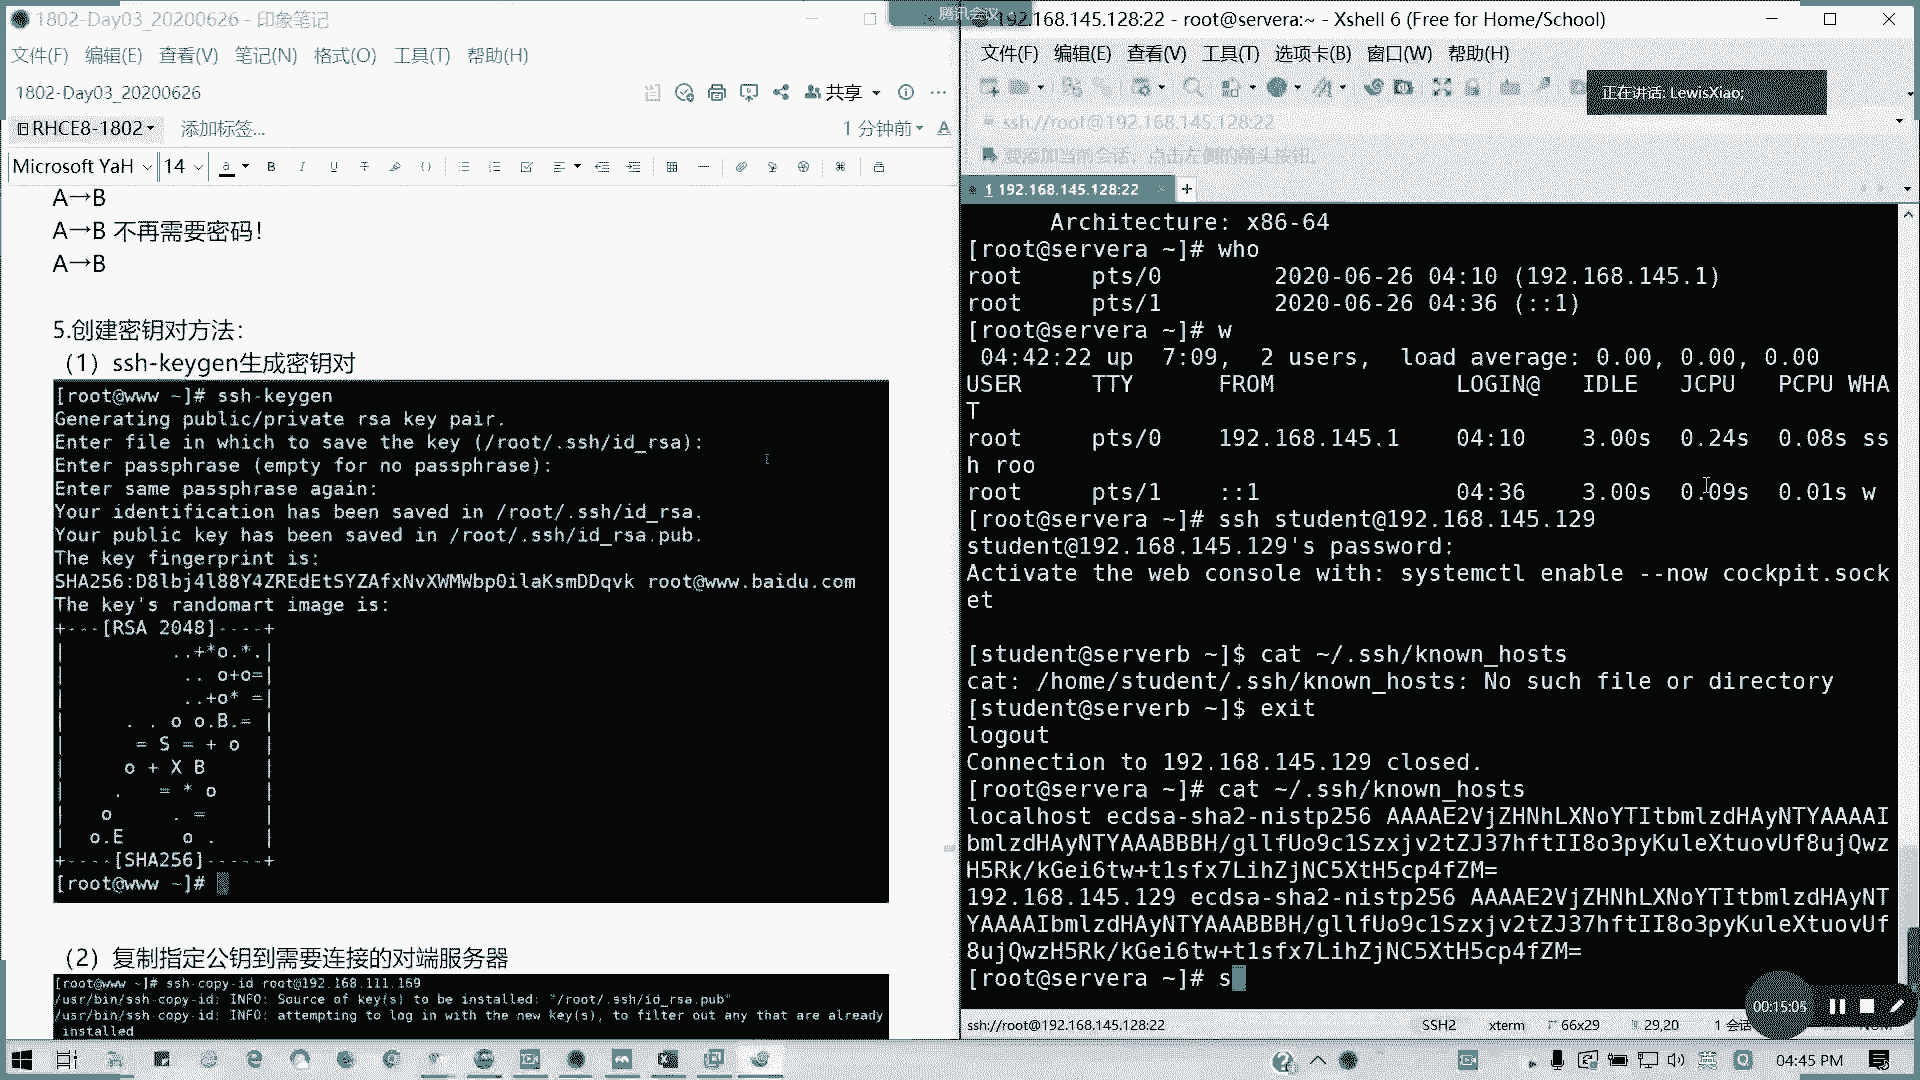 1802-Day03_20200626 - 印象笔记
文件(F) 编辑(E) 查看(V) 笔记(N) 格式(O) 工具(T) 帮助(H)
1802-Day03_20200626
共享
RHCE8-1802
添加标签...
1 分钟前
Microsoft YaH 14
A→B
A→B 不再需要密码！
A→B
5.创建密钥对方法：
（1）ssh-keygen生成密钥对
[root@www ~]# ssh-keygen
Generating public/private rsa key pair.
Enter file in which to save the key (/root/.ssh/id_rsa):
Enter passphrase (empty for no passphrase):
Enter same passphrase again:
Your identification has been saved in /root/.ssh/id_rsa.
Your public key has been saved in /root/.ssh/id_rsa.pub.
The key fingerprint is:
SHA256:D8lbj4l88Y4ZREdEtSYZAfxNvXWMWbp0ilaKsmDDqvk root@www.baidu.com
The key's randomart image is:
+---[RSA 2048]----+
|         ..+*o.*.|
|          .. o+o=|
|         ..+o* =|
|     . . o o.B.= |
|      = S = + o  |
|     o + X B     |
|    .   = * o    |
|   o     . =     |
|  o.E     o .    |
+----[SHA256]-----+
[root@www ~]#
（2）复制指定公钥到需要连接的对端服务器
[root@www ~]# ssh-copy-id root@192.168.111.169
/usr/bin/ssh-copy-id: INFO: Source of key(s) to be installed: "/root/.ssh/id_rsa.pub"
/usr/bin/ssh-copy-id: INFO: attempting to log in with the new key(s), to filter out any that are already
installed
腾讯会议
192.168.145.128:22 - root@servera:~ - Xshell 6 (Free for Home/School)
文件(F) 编辑(E) 查看(V) 工具(T) 选项卡(B) 窗口(W) 帮助(H)
正在讲话: LewisXiao;
ssh://root@192.168.145.128:22
要添加当前会话，点击左侧的箭头按钮。
1 192.168.145.128:22
Architecture: x86-64
[root@servera ~]# who
root pts/0 2020-06-26 04:10 (192.168.145.1)
root pts/1 2020-06-26 04:36 (::1)
[root@servera ~]# w
04:42:22 up 7:09, 2 users, load average: 0.00, 0.00, 0.00
USER TTY FROM LOGIN@ IDLE JCPU PCPU WHA
T
root pts/0 192.168.145.1 04:10 3.00s 0.24s 0.08s ss
h roo
root pts/1 ::1 04:36 3.00s 0.09s 0.01s w
[root@servera ~]# ssh student@192.168.145.129
student@192.168.145.129's password:
Activate the web console with: systemctl enable --now cockpit.sock
et
[student@serverb ~]$ cat ~/.ssh/known_hosts
cat: /home/student/.ssh/known_hosts: No such file or directory
[student@serverb ~]$ exit
logout
Connection to 192.168.145.129 closed.
[root@servera ~]# cat ~/.ssh/known_hosts
localhost ecdsa-sha2-nistp256 AAAAE2VjZHNhLXNoYTItbmlzdHAyNTYAAAAI
bmlzdHAyNTYAAABBBH/gllfUo9c1Szxjv2tZJ37hftII8o3pyKuleXtuovUf8ujQwz
H5Rk/kGei6tw+t1sfx7LihZjNC5XtH5cp4fZM=
192.168.145.129 ecdsa-sha2-nistp256 AAAAE2VjZHNhLXNoYTItbmlzdHAyNT
YAAAAIbmlzdHAyNTYAAABBBH/gllfUo9c1Szxjv2tZJ37hftII8o3pyKuleXtuovUf
8ujQwzH5Rk/kGei6tw+t1sfx7LihZjNC5XtH5cp4fZM=
[root@servera ~]# s
00:15:05
ssh://root@192.168.145.128:22 SSH2 xterm 66x29 29,20 1 会话
英
04:45 PM